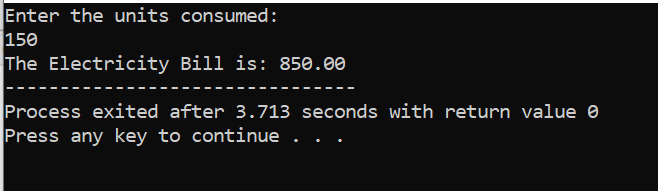 Enter the units consumed:
150
The Electricity Bill is: 850.00
--------------------------------
Process exited after 3.713 seconds with return value 0
Press any key to continue . . .